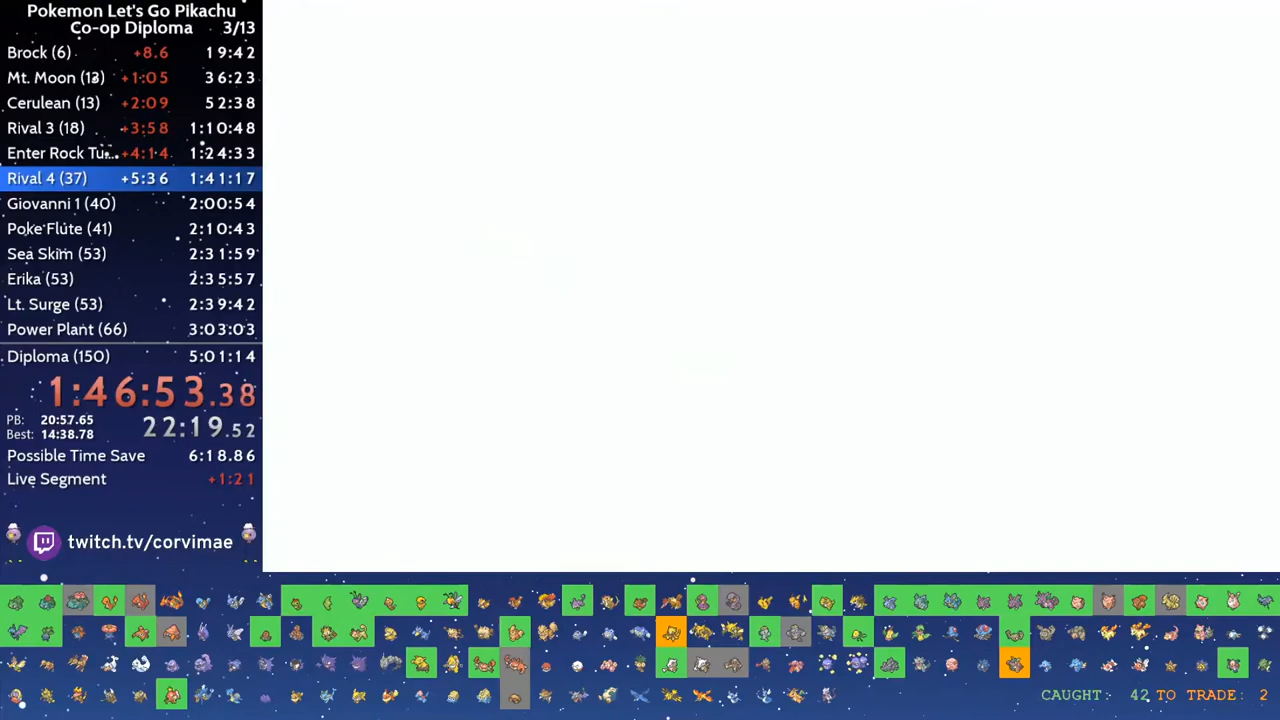 Pokemon Let's Go Pikachu
Co-op Diploma 3/13
Brock (6) +8.6 19:42
Mt. Moon (13) +1:05 36:23
Cerulean (13) +2:09 52:38
Rival 3 (18) +3:58 1:10:48
Enter Rock Tu... +4:14 1:24:33
Rival 4 (37) +5:36 1:41:17
Giovanni 1 (40) 2:00:54
Poke Flute (41) 2:10:43
Sea Skim (53) 2:31:59
Erika (53) 2:35:57
Lt. Surge (53) 2:39:42
Power Plant (66) 3:03:03
Diploma (150) 5:01:14
1:46:53.38
PB: 20:57.65
Best: 14:38.78
22:19.52
Possible Time Save 6:18.86
Live Segment +1:21
twitch.tv/corvimae
CAUGHT: 42 TO TRADE: 2